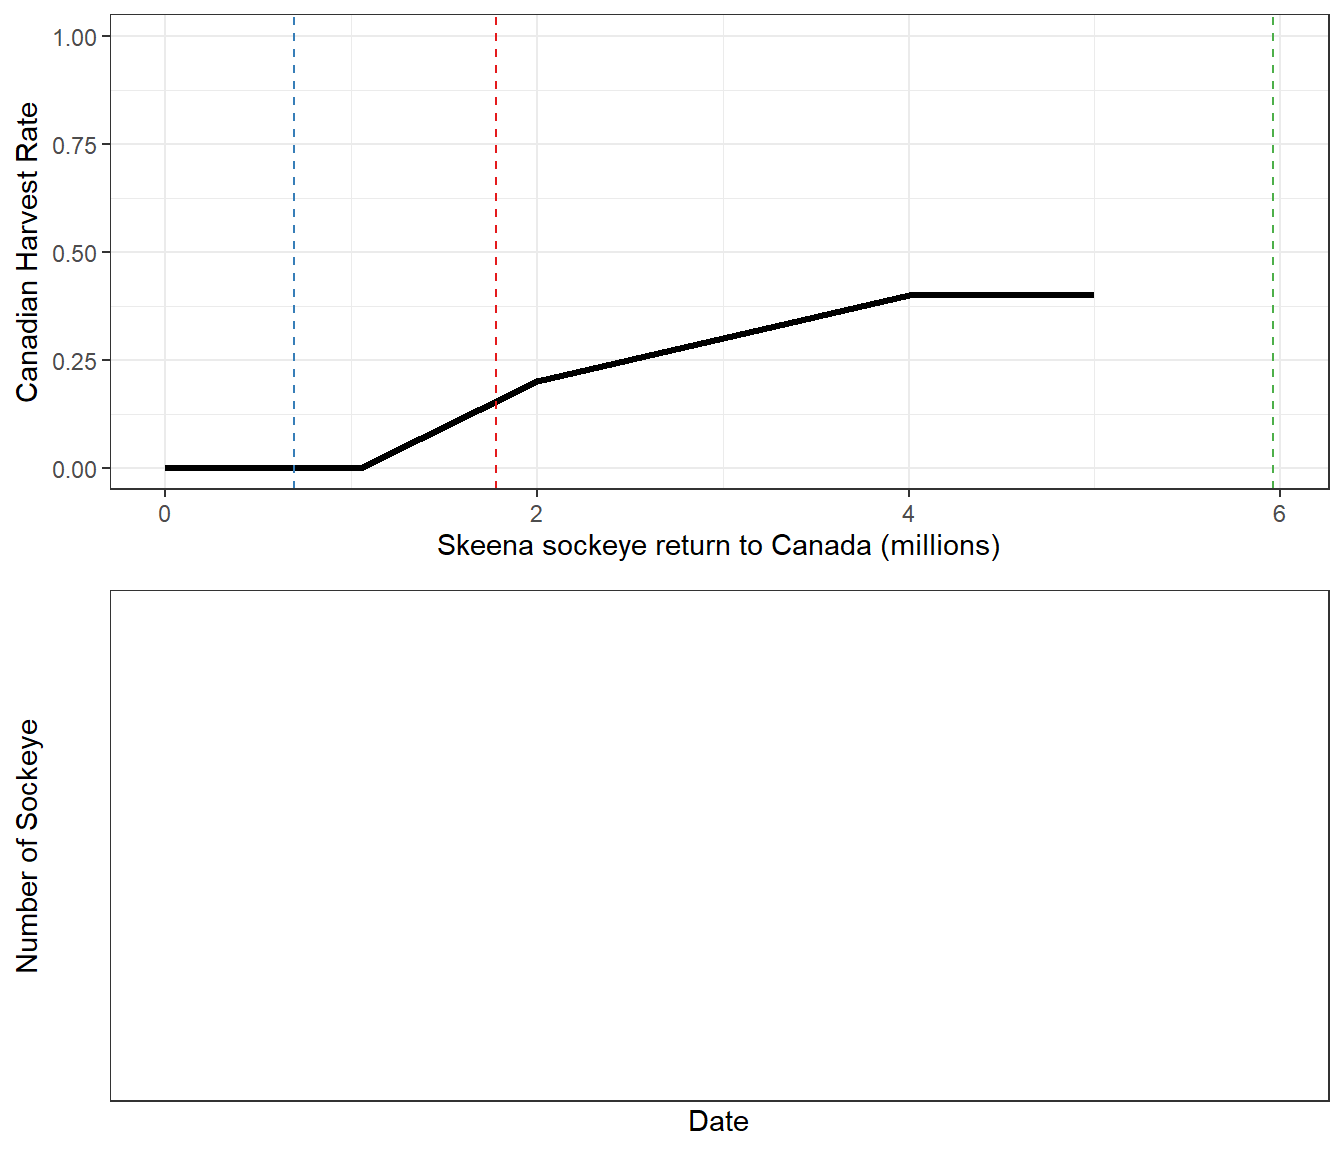 Canadian Harvest Rate
1.00
0.75
0.50
0.25
0.00
0 2 4 6
Skeena sockeye return to Canada (millions)
Number of Sockeye
Date